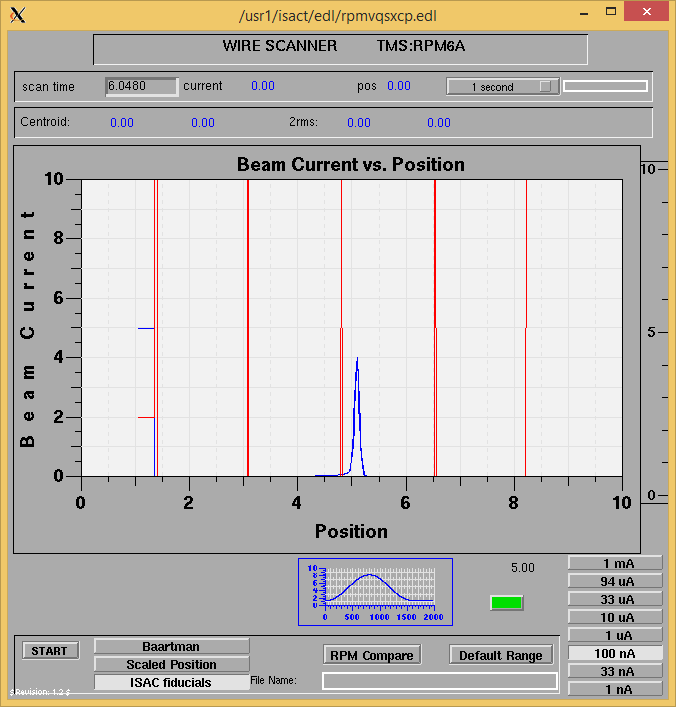 /usr1/isact/edl/rpmvqsxcp.edl
WIRE SCANNER TMS:RPM6A
scan time 6.0480 current 0.00 pos 0.00 1 second
Centroid: 0.00 0.00 2rms: 0.00 0.00
Beam Current vs. Position
10
8
6
4
2
0
Beam Current
0 2 4 6 8 10
Position
10
5
0
10
8
6
4
2
0
0 500 1000 1500 2000
5.00
1 mA
94 uA
33 uA
10 uA
1 uA
100 nA
33 nA
1 nA
START
Baartman
Scaled Position
ISAC fiducials
RPM Compare
Default Range
File Name:
$Revision: 1.2 $